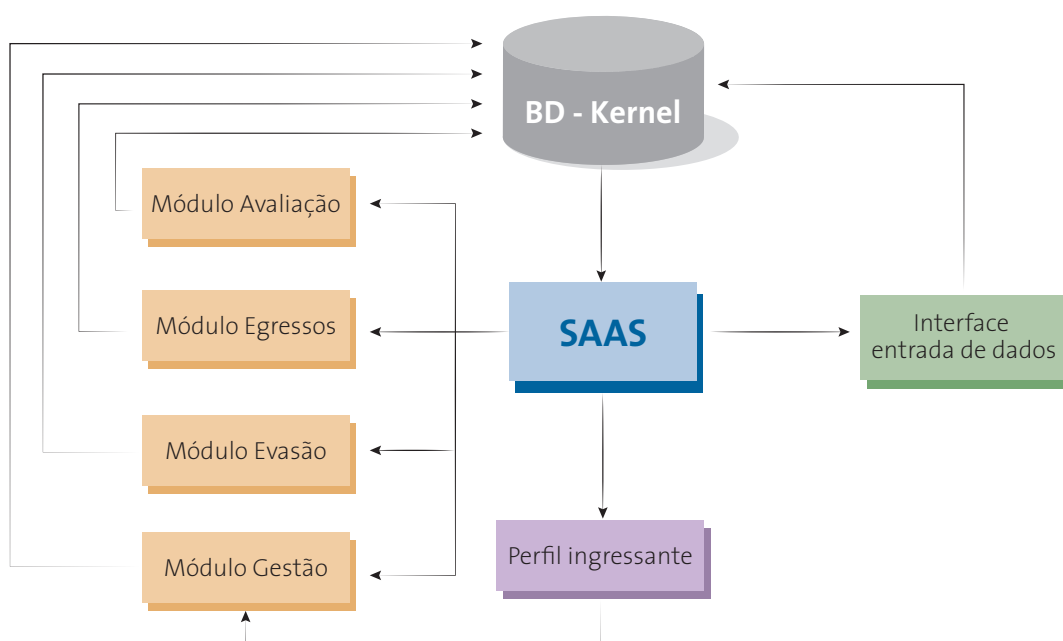 BD - Kernel
Módulo Avaliação
Módulo Egressos
SAAS
Interface
entrada de dados
Módulo Evasão
Perfil ingressante
Módulo Gestão